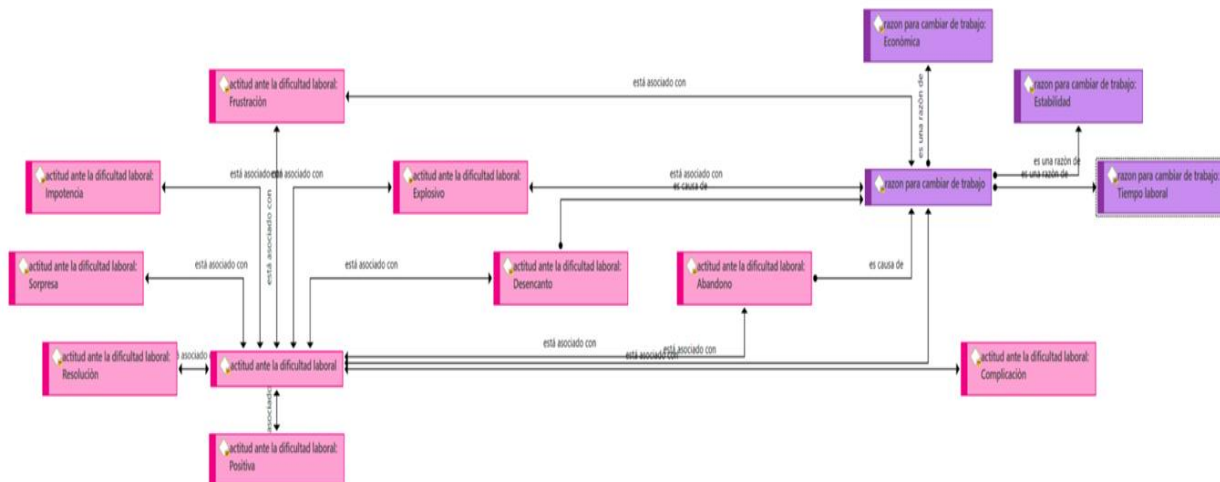 razon para cambiar de trabajo:
Económica
actitud ante la dificultad laboral:
Frustración
está asociado con
es una razón de
razon para cambiar de trabajo:
Estabilidad
actitud ante la dificultad laboral:
Impotencia
está asociado con
está asociado con
actitud ante la dificultad laboral:
Explosivo
está asociado con
es causa de
razon para cambiar de trabajo
es una razón de
es una razón de
razon para cambiar de trabajo:
Tiempo laboral
está asociado con
actitud ante la dificultad laboral:
Sorpresa
está asociado con
está asociado con
actitud ante la dificultad laboral:
Desencanto
actitud ante la dificultad laboral:
Abandono
es causa de
actitud ante la dificultad laboral:
Resolución
asociado
actitud ante la dificultad laboral
está asociado con
está asociado con
está asociado con
actitud ante la dificultad laboral:
Complicación
asociado
actitud ante la dificultad laboral:
Positiva